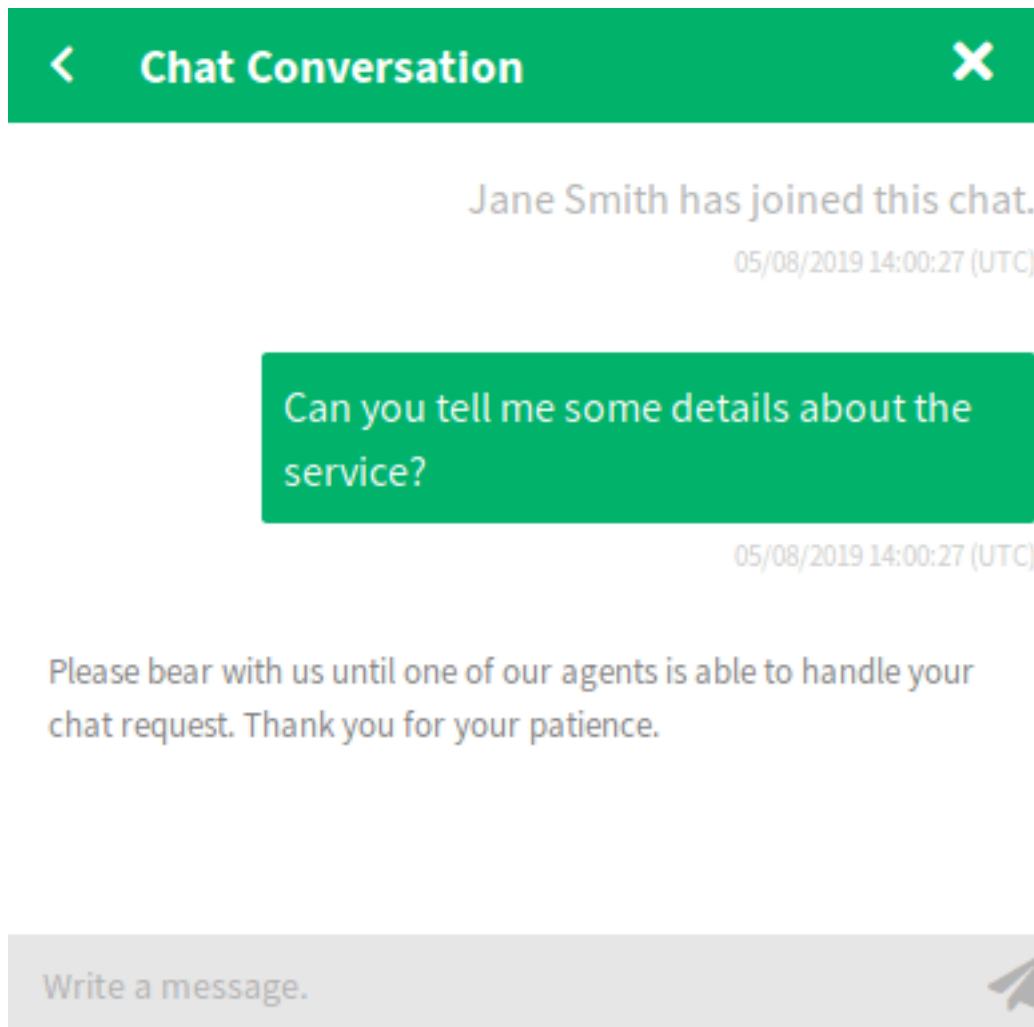 Chat Conversation
Jane Smith has joined this chat.
05/08/2019 14:00:27 (UTC)
Can you tell me some details about the
service?
05/08/2019 14:00:27 (UTC)
Please bear with us until one of our agents is able to handle your
chat request. Thank you for your patience.
Write a message.